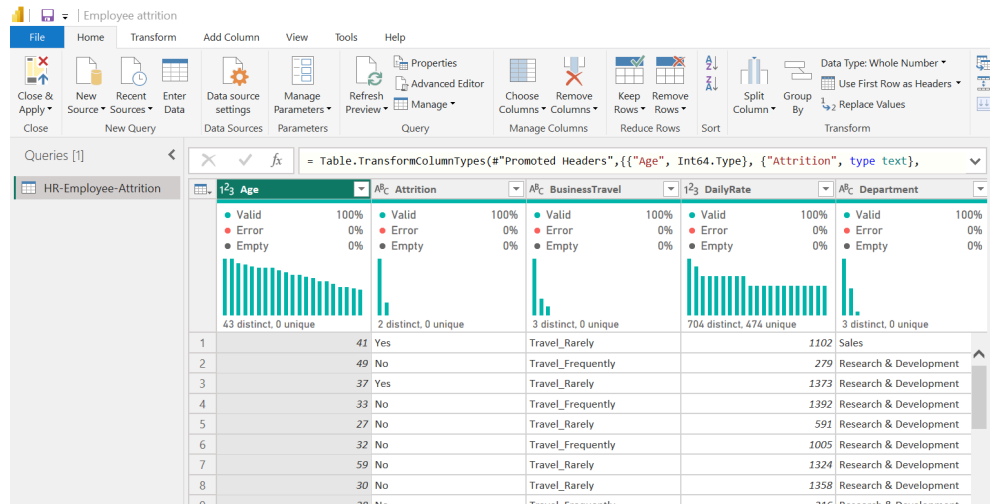 Employee attrition
File Home Transform Add Column View Tools Help
Close & Apply
New Source
Recent Sources
Enter Data
Data source settings
Manage Parameters
Refresh Preview
Properties
Advanced Editor
Manage
Choose Columns
Remove Columns
Keep Rows
Remove Rows
Split Column
Group By
Data Type: Whole Number
Use First Row as Headers
Replace Values
Close New Query Data Sources Parameters Query Manage Columns Reduce Rows Sort Transform
Queries [1]
HR-Employee-Attrition
fx = Table.TransformColumnTypes(#"Promoted Headers",{{"Age", Int64.Type}, {"Attrition", type text},
123 Age ABC Attrition ABC BusinessTravel 123 DailyRate ABC Department
Valid 100% Valid 100% Valid 100% Valid 100% Valid 100%
Error 0% Error 0% Error 0% Error 0% Error 0%
Empty 0% Empty 0% Empty 0% Empty 0% Empty 0%
43 distinct, 0 unique 2 distinct, 0 unique 3 distinct, 0 unique 704 distinct, 474 unique 3 distinct, 0 unique
1 41 Yes Travel_Rarely 1102 Sales
2 49 No Travel_Frequently 279 Research & Development
3 37 Yes Travel_Rarely 1373 Research & Development
4 33 No Travel_Frequently 1392 Research & Development
5 27 No Travel_Rarely 591 Research & Development
6 32 No Travel_Frequently 1005 Research & Development
7 59 No Travel_Rarely 1324 Research & Development
8 30 No Travel_Rarely 1358 Research & Development